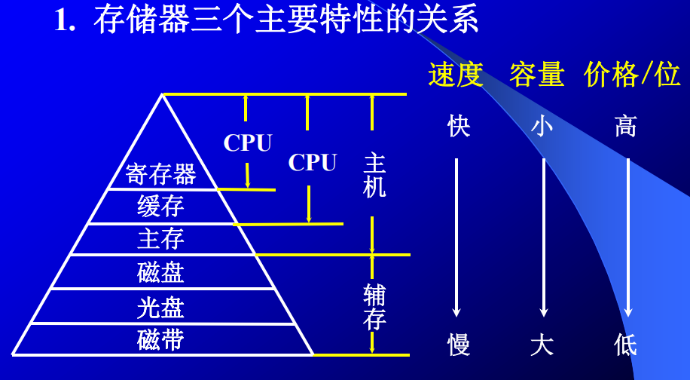 1. 存储器三个主要特性的关系
速度 容量 价格/位
快 小 高
CPU
CPU
主机
寄存器
缓存
主存
磁盘
光盘
磁带
辅存
慢 大 低